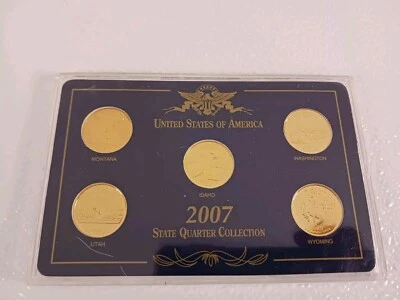 UNITED STATES OF AMERICA
MONTANA
WASHINGTON
IDAHO
UTAH
WYOMING
2007
STATE QUARTER COLLECTION